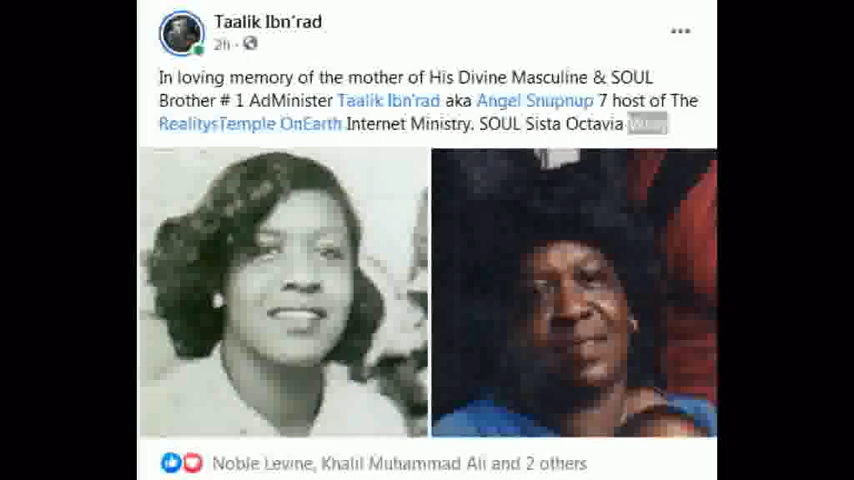 Taalik Ibn'rad
2h ·
In loving memory of the mother of His Divine Masculine & SOUL
Brother # 1 AdMinister Taalik Ibn'rad aka Angel Snupnup 7 host of The
RealitysTemple OnEarth Internet Ministry. SOUL Sista Octavia
Noble Levine, Khalil Muhammad Ali and 2 others